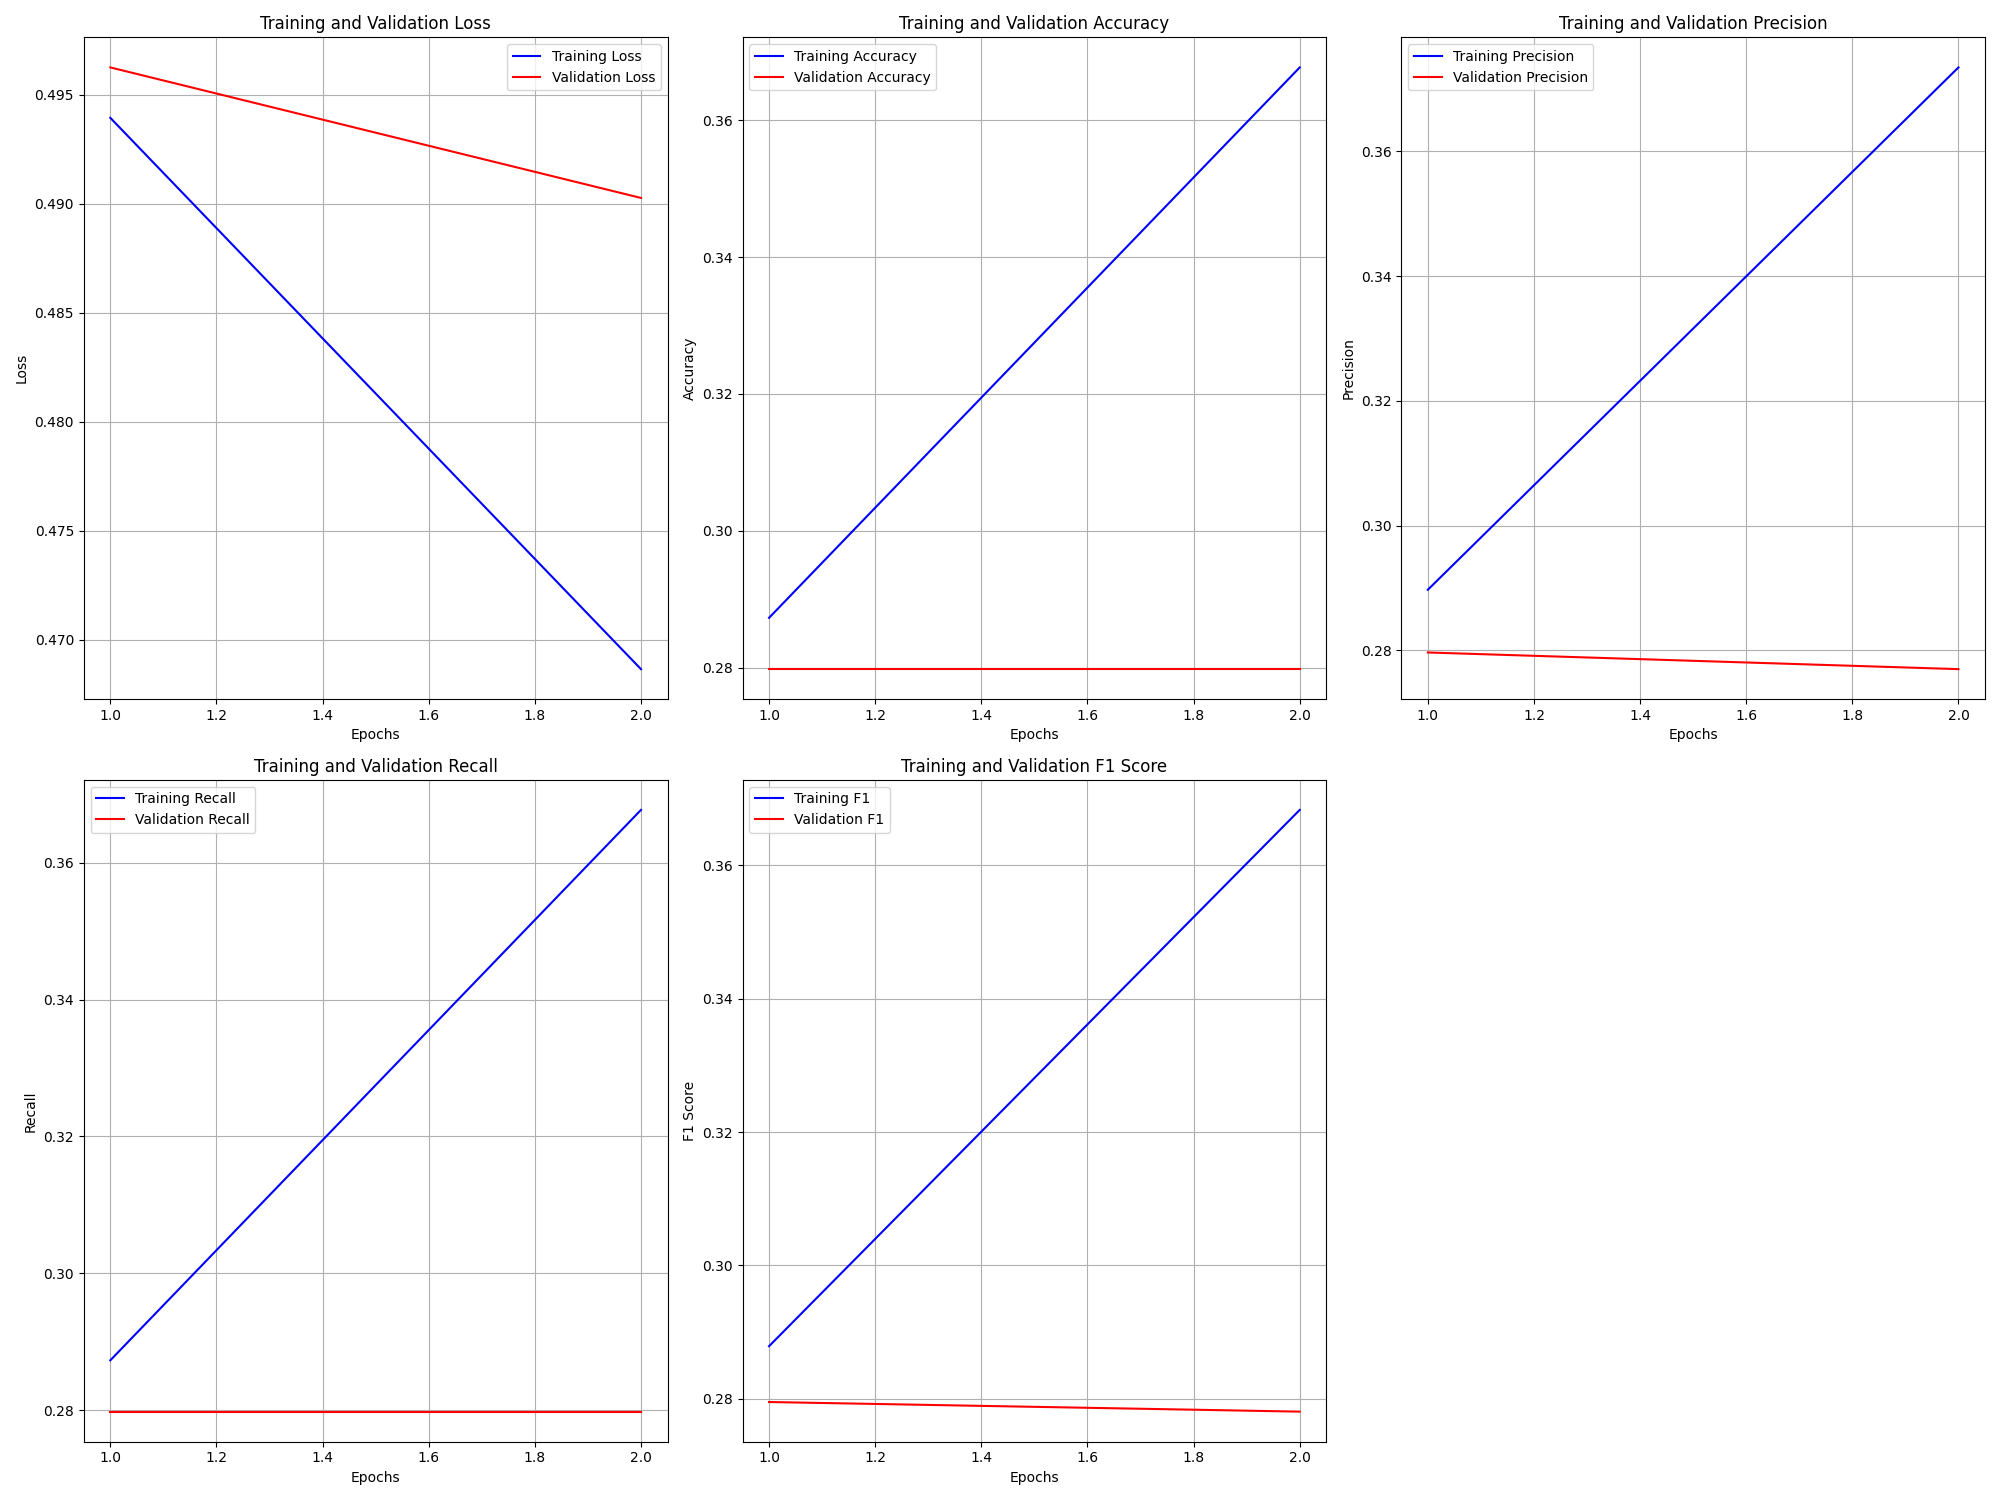 Training and Validation Loss
Training Loss
Validation Loss
0.495
0.490
0.485
0.480
0.475
0.470
Loss
1.0 1.2 1.4 1.6 1.8 2.0
Epochs
Training and Validation Accuracy
Training Accuracy
Validation Accuracy
0.36
0.34
0.32
0.30
0.28
Accuracy
1.0 1.2 1.4 1.6 1.8 2.0
Epochs
Training and Validation Precision
Training Precision
Validation Precision
0.36
0.34
0.32
0.30
0.28
Precision
1.0 1.2 1.4 1.6 1.8 2.0
Epochs
Training and Validation Recall
Training Recall
Validation Recall
0.36
0.34
0.32
0.30
0.28
Recall
1.0 1.2 1.4 1.6 1.8 2.0
Epochs
Training and Validation F1 Score
Training F1
Validation F1
0.36
0.34
0.32
0.30
0.28
F1 Score
1.0 1.2 1.4 1.6 1.8 2.0
Epochs